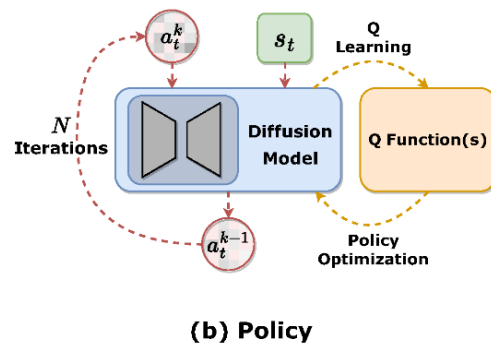 $a_t^k$
$s_t$
Q
Learning
N
Iterations
Diffusion
Model
Q Function(s)
$a_t^{k-1}$
Policy
Optimization
(b) Policy